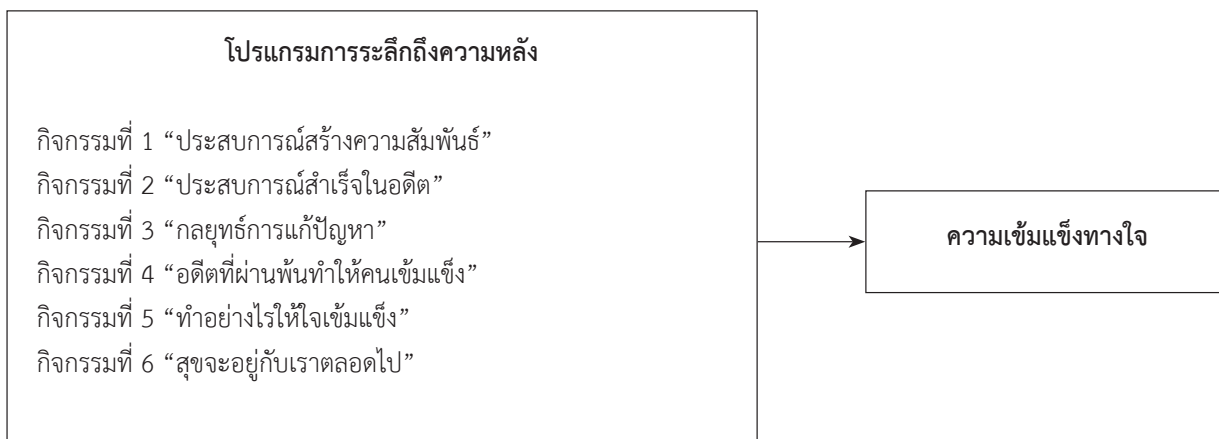 โปรแกรมการระลึกถึงความหลัง
กิจกรรมที่ 1 “ประสบการณ์สร้างความสัมพันธ์”
กิจกรรมที่ 2 “ประสบการณ์สำเร็จในอดีต”
กิจกรรมที่ 3 “กลยุทธ์การแก้ปัญหา”
กิจกรรมที่ 4 “อดีตที่ผ่านพ้นทำให้คนเข้มแข็ง”
กิจกรรมที่ 5 “ทำอย่างไรให้ใจเข้มแข็ง”
กิจกรรมที่ 6 “สุขจะอยู่กับเราตลอดไป”
ความเข้มแข็งทางใจ